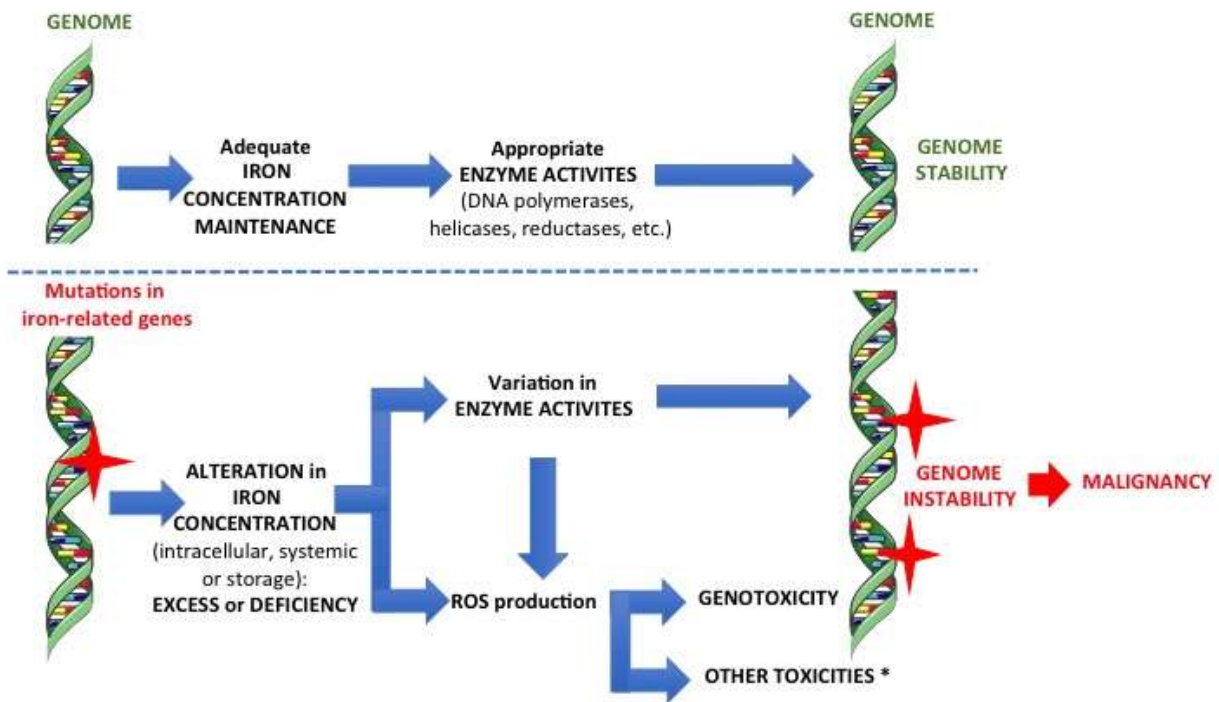 GENOME
GENOME
Adequate
IRON
CONCENTRATION
MAINTENANCE
Appropriate
ENZYME ACTIVITES
(DNA polymerases,
helicases, reductases, etc.)
GENOME
STABILITY
Mutations in
iron-related genes
ALTERATION in
IRON
CONCENTRATION
(intracellular, systemic
or storage):
EXCESS or DEFICIENCY
Variation in
ENZYME ACTIVITES
ROS production
GENOTOXICITY
OTHER TOXICITIES *
GENOME
INSTABILITY
MALIGNANCY